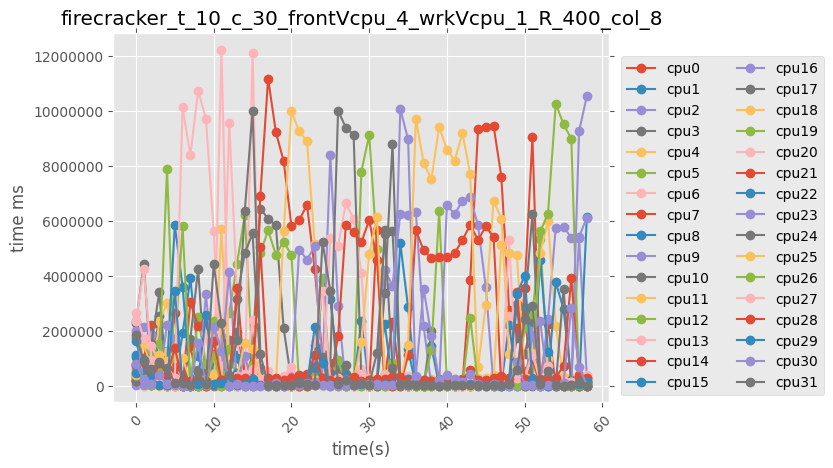 firecracker_t_10_c_30_frontVcpu_4_wrkVcpu_1_R_400_col_8
12000000
10000000
8000000
6000000
4000000
2000000
0
time ms
0 10 20 30 40 50 60
time(s)
cpu0
cpu1
cpu2
cpu3
cpu4
cpu5
cpu6
cpu7
cpu8
cpu9
cpu10
cpu11
cpu12
cpu13
cpu14
cpu15
cpu16
cpu17
cpu18
cpu19
cpu20
cpu21
cpu22
cpu23
cpu24
cpu25
cpu26
cpu27
cpu28
cpu29
cpu30
cpu31